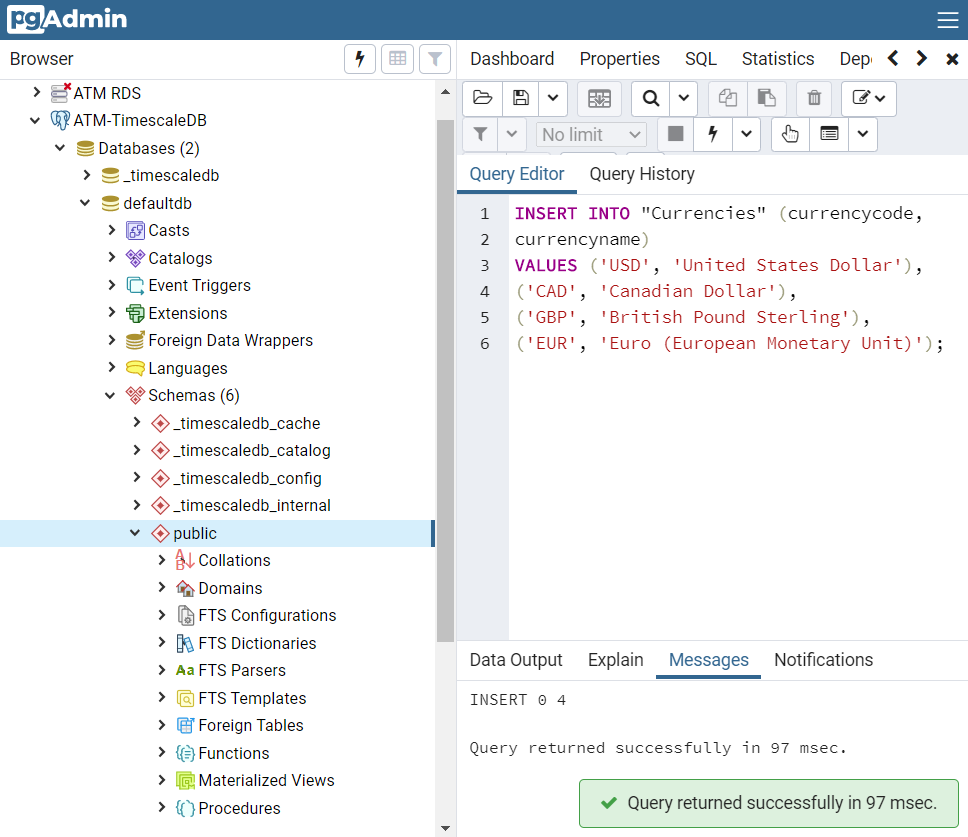 pgAdmin
Browser
ATM RDS
ATM-TimescaleDB
Databases (2)
_timescaledb
defaultdb
Casts
Catalogs
Event Triggers
Extensions
Foreign Data Wrappers
Languages
Schemas (6)
_timescaledb_cache
_timescaledb_catalog
_timescaledb_config
_timescaledb_internal
public
Collations
Domains
FTS Configurations
FTS Dictionaries
Aa FTS Parsers
FTS Templates
Foreign Tables
Functions
Materialized Views
Procedures
Dashboard Properties SQL Statistics Dep
No limit
Query Editor Query History
1 INSERT INTO "Currencies" (currencycode,
2 currencyname)
3 VALUES ('USD', 'United States Dollar'),
4 ('CAD', 'Canadian Dollar'),
5 ('GBP', 'British Pound Sterling'),
6 ('EUR', 'Euro (European Monetary Unit)');
Data Output Explain Messages Notifications
INSERT 0 4
Query returned successfully in 97 msec.
Query returned successfully in 97 msec.